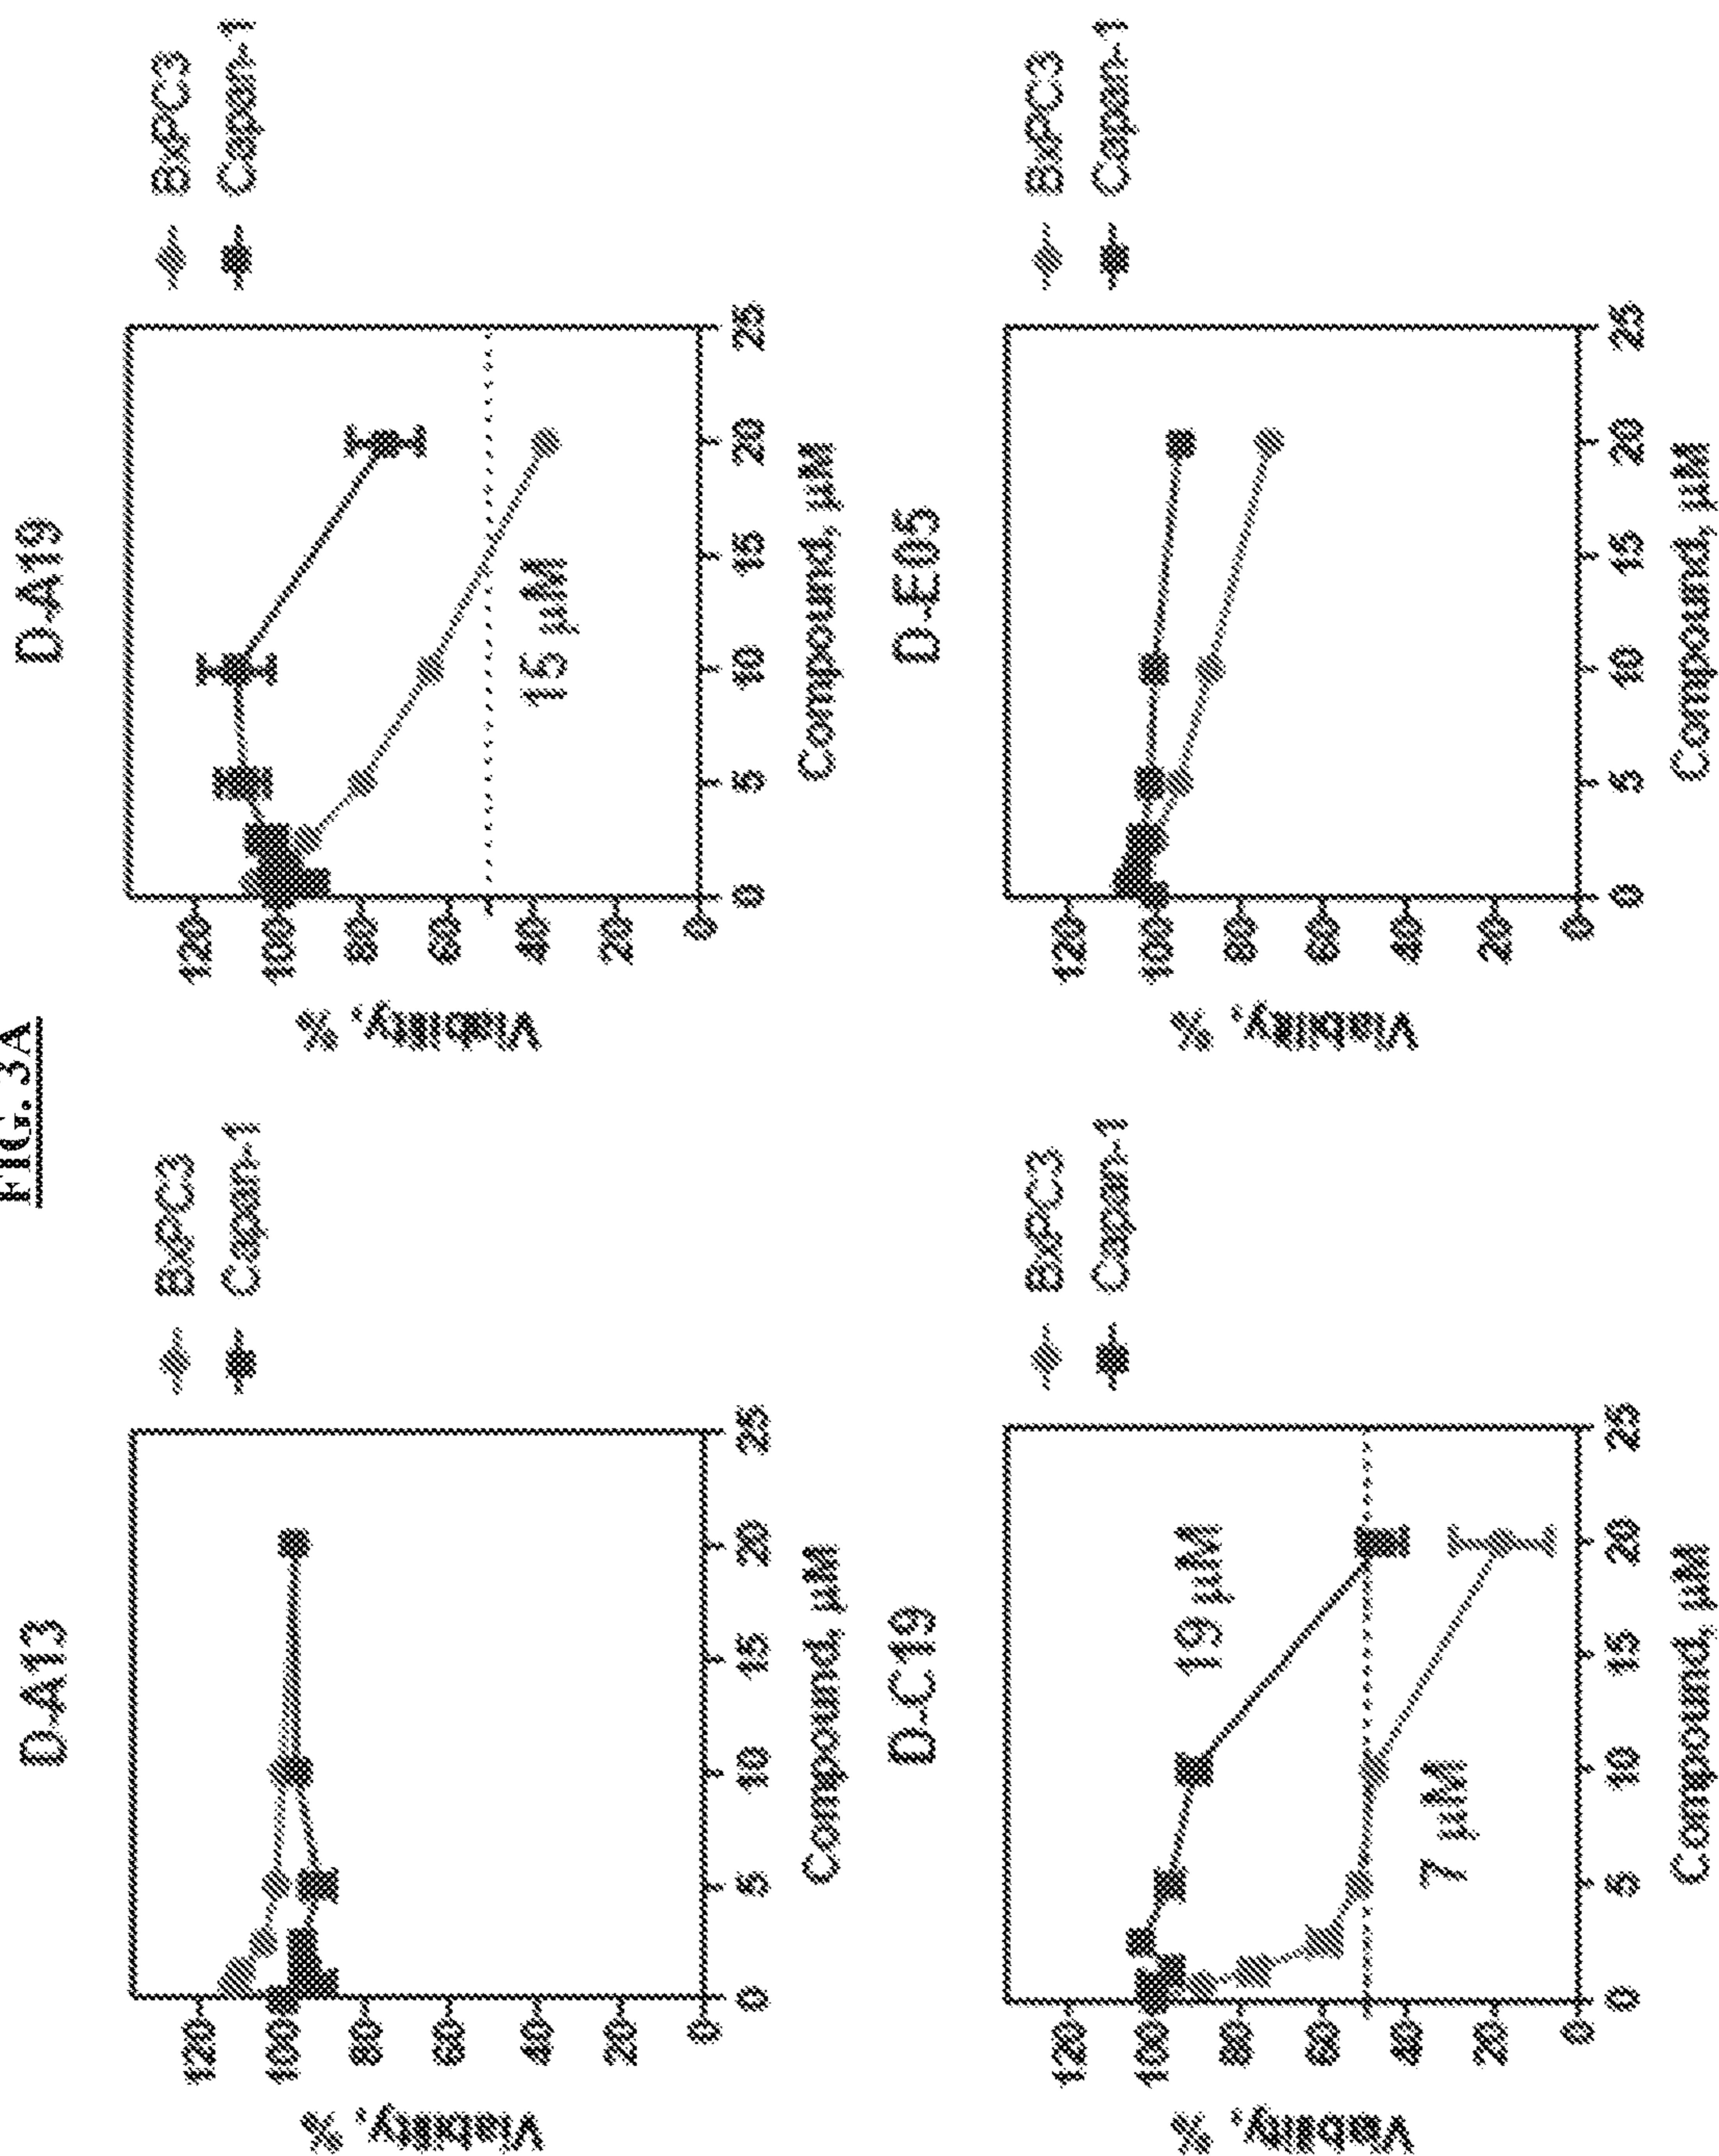 FIG. 3A
D-A13
BxPC3
Capan-1
Viability, %
120
100
80
60
40
20
0
0 5 10 15 20 25
Compound, µM
D-A19
BxPC3
Capan-1
Viability, %
120
100
80
60
40
20
0
15 µM
0 5 10 15 20 25
Compound, µM
D-C19
BxPC3
Capan-1
Viability, %
120
100
80
60
40
20
0
19 µM
7 µM
0 5 10 15 20 25
Compound, µM
D-E05
BxPC3
Capan-1
Viability, %
120
100
80
60
40
20
0
0 5 10 15 20 25
Compound, µM